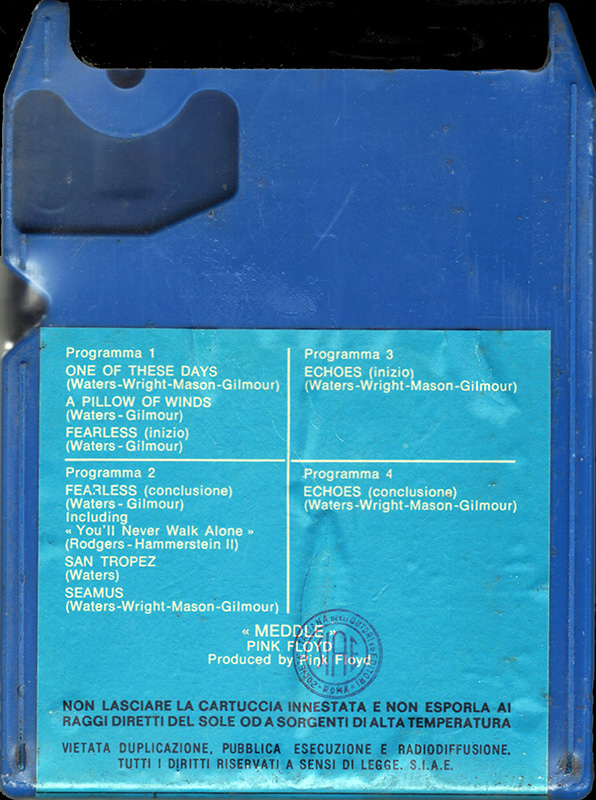 Programma 1
ONE OF THESE DAYS
(Waters-Wright-Mason-Gilmour)
A PILLOW OF WINDS
(Waters - Gilmour)
FEARLESS (inizio)
(Waters - Gilmour)
Programma 2
FEARLESS (conclusione)
(Waters - Gilmour)
Including
« You'll Never Walk Alone »
(Rodgers - Hammerstein II)
SAN TROPEZ
(Waters)
SEAMUS
(Waters-Wright-Mason-Gilmour)
Programma 3
ECHOES (inizio)
(Waters-Wright-Mason-Gilmour)
Programma 4
ECHOES (conclusione)
(Waters-Wright-Mason-Gilmour)
« MEDDLE »
PINK FLOYD
Produced by Pink Floyd
SIAE
ROMA
NON LASCIARE LA CARTUCCIA INNESTATA E NON ESPORLA AI
RAGGI DIRETTI DEL SOLE OD A SORGENTI DI ALTA TEMPERATURA
VIETATA DUPLICAZIONE, PUBBLICA ESECUZIONE E RADIODIFFUSIONE.
TUTTI I DIRITTI RISERVATI A SENSI DI LEGGE. S.I.A.E.